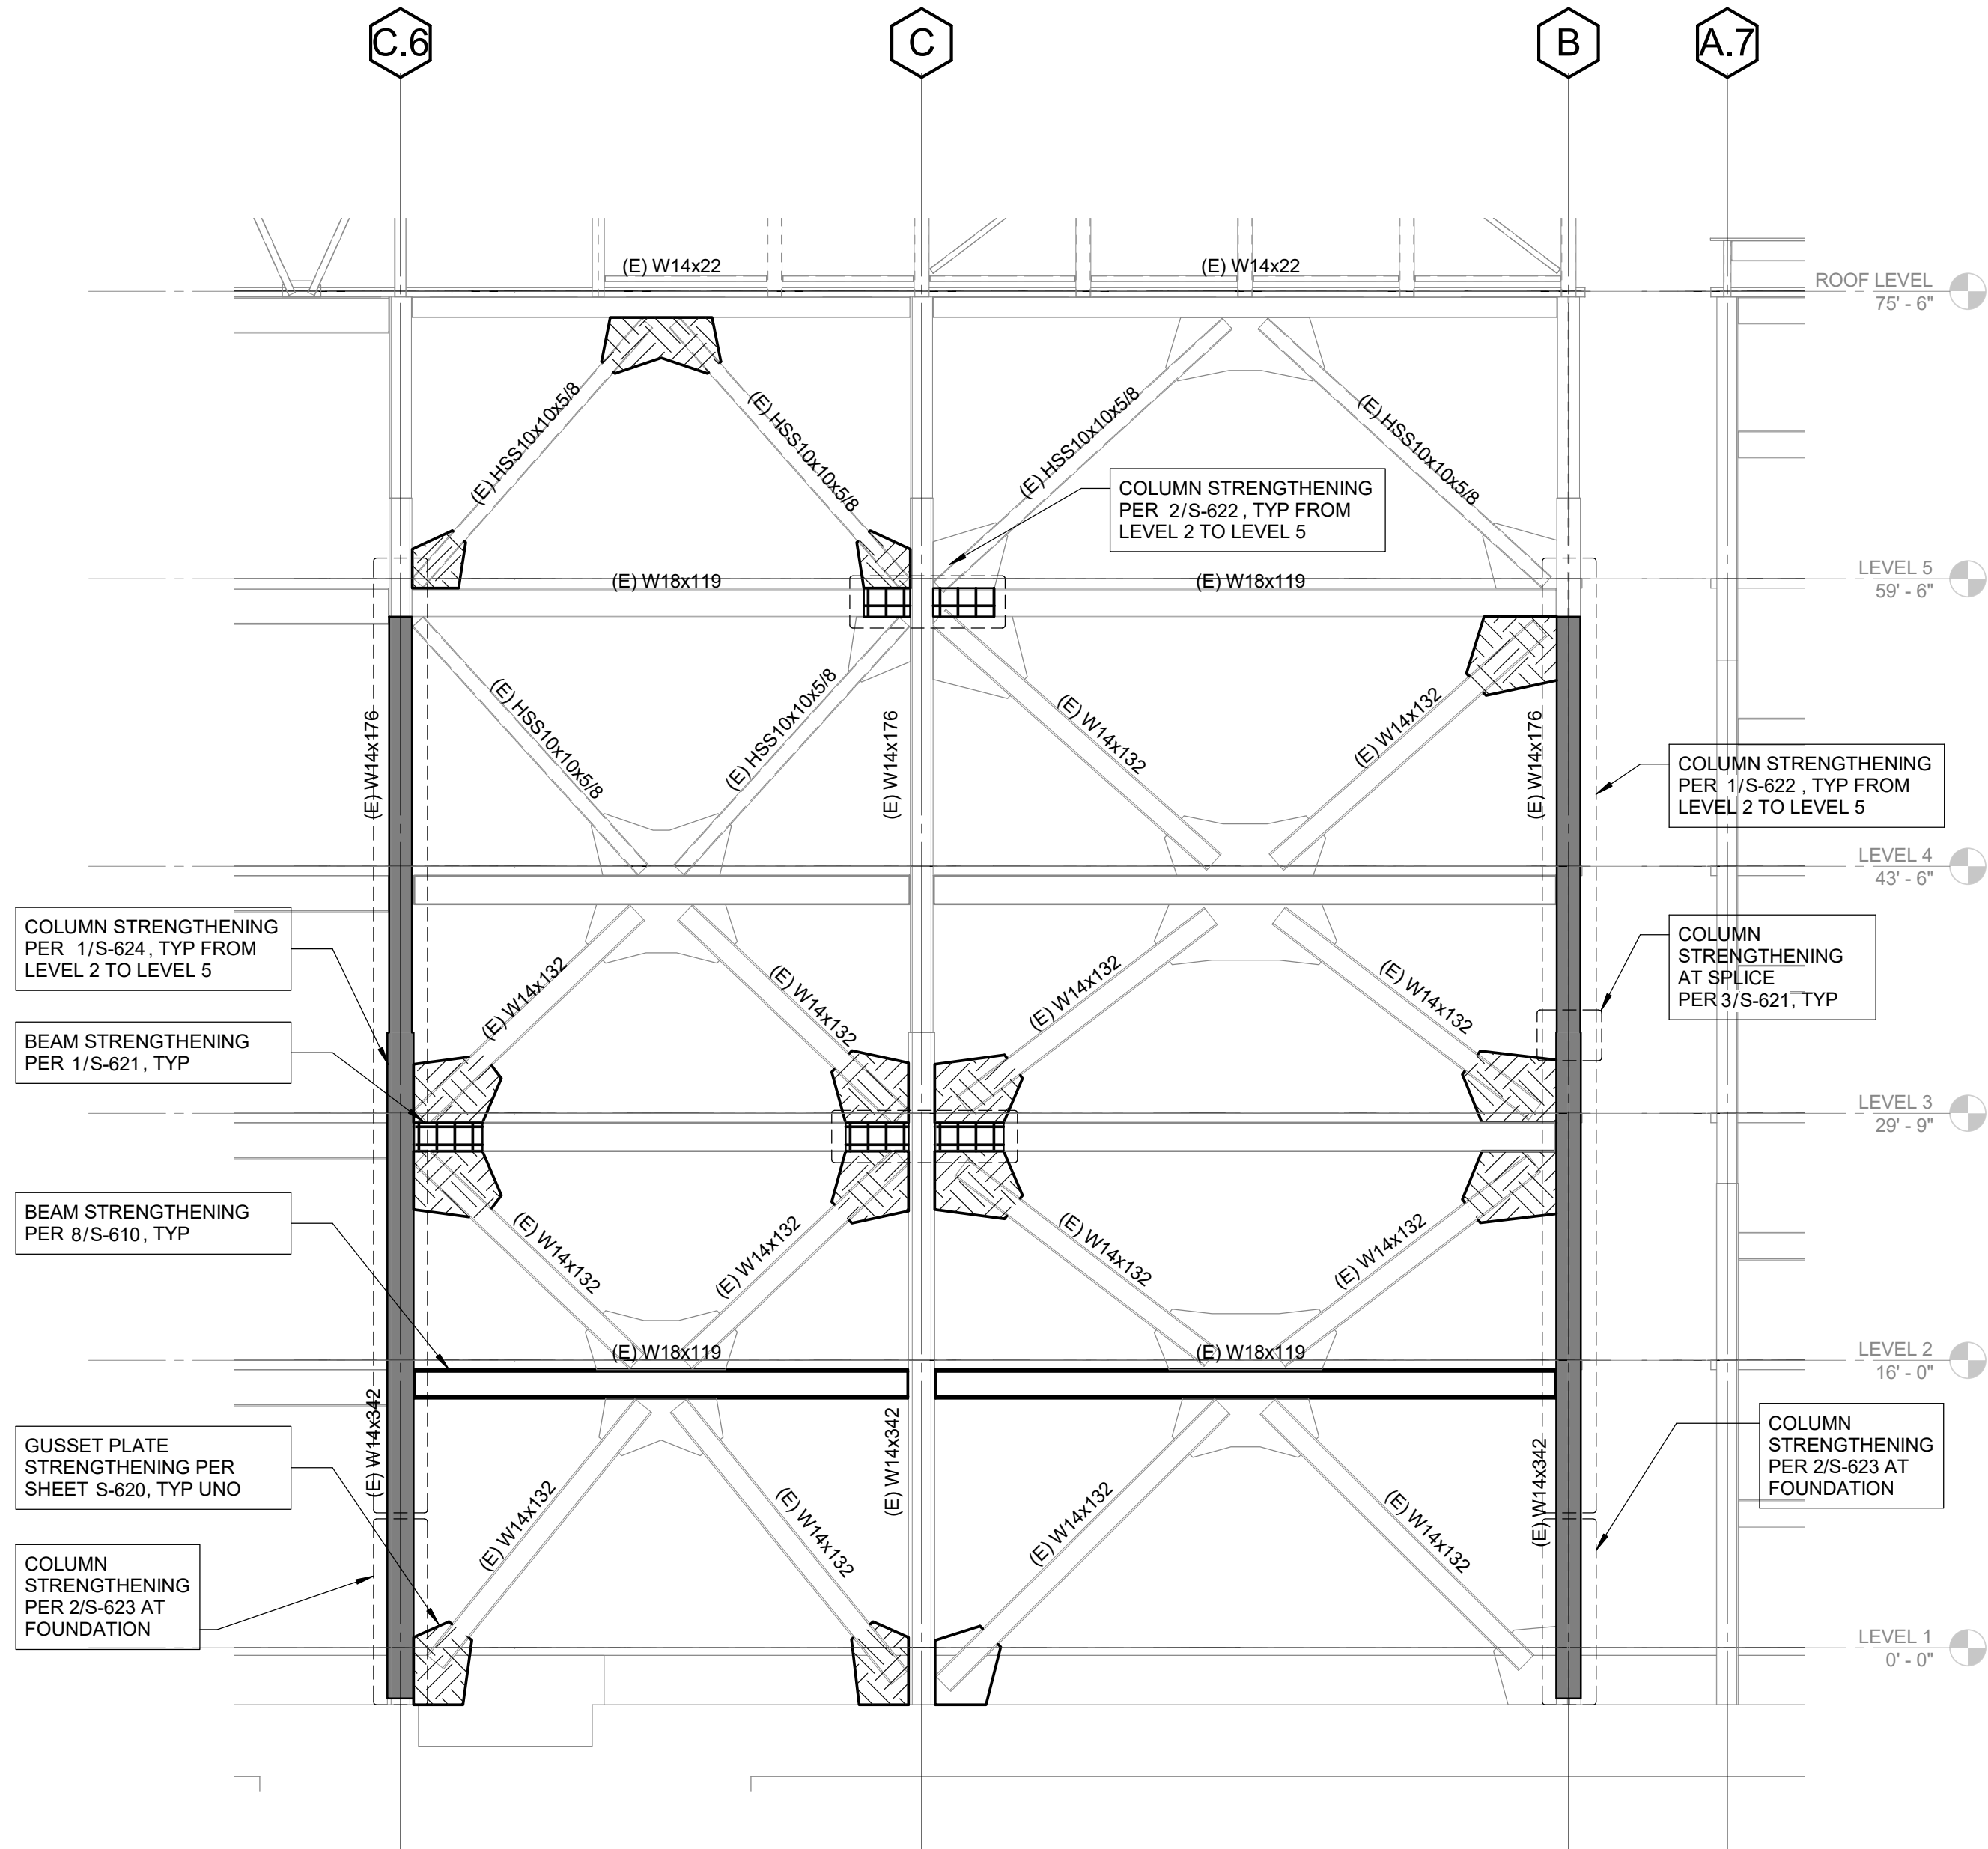 C.6
C
B
A.7
(E) W14x22
(E) W14x22
ROOF LEVEL
75' - 6"
(E) HSS10x10x5/8
(E) HSS10x10x5/8
(E) HSS10x10x5/8
(E) HSS10x10x5/8
COLUMN STRENGTHENING
PER 2/S-622, TYP FROM
LEVEL 2 TO LEVEL 5
(E) W18x119
(E) W18x119
LEVEL 5
59' - 6"
(E) W14x176
(E) HSS10x10x5/8
(E) HSS10x10x5/8
(E) W14x176
(E) W14x132
(E) W14x132
(E) W14x176
COLUMN STRENGTHENING
PER 1/S-622, TYP FROM
LEVEL 2 TO LEVEL 5
LEVEL 4
43' - 6"
COLUMN STRENGTHENING
PER 1/S-624, TYP FROM
LEVEL 2 TO LEVEL 5
(E) W14x132
(E) W14x132
(E) W14x132
(E) W14x132
COLUMN
STRENGTHENING
AT SPLICE
PER 3/S-621, TYP
BEAM STRENGTHENING
PER 1/S-621, TYP
LEVEL 3
29' - 9"
BEAM STRENGTHENING
PER 8/S-610, TYP
(E) W14x132
(E) W14x132
(E) W14x132
(E) W14x132
(E) W18x119
(E) W18x119
LEVEL 2
16' - 0"
(E) W14x342
(E) W14x342
(E) W14x342
GUSSET PLATE
STRENGTHENING PER
SHEET S-620, TYP UNO
COLUMN
STRENGTHENING
PER 2/S-623 AT
FOUNDATION
(E) W14x132
(E) W14x132
(E) W14x132
(E) W14x132
COLUMN
STRENGTHENING
PER 2/S-623 AT
FOUNDATION
LEVEL 1
0' - 0"